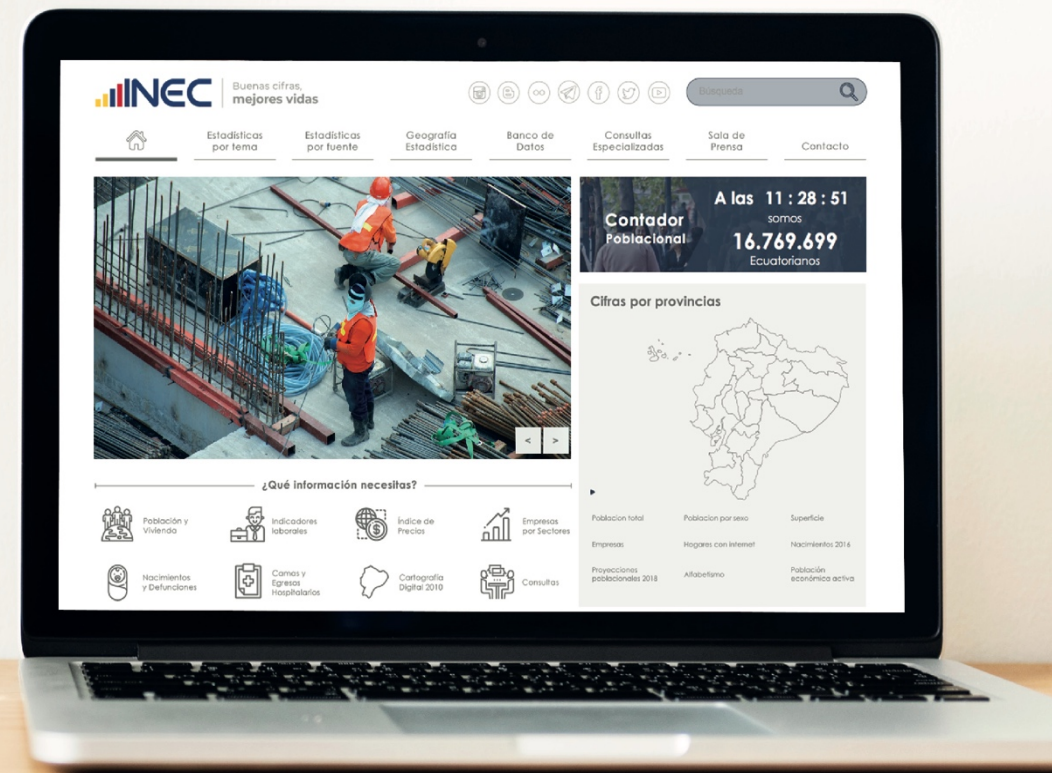 INEC
Buenas cifras,
mejores vidas
Busqueda
Estadísticas
por tema
Estadísticas
por fuente
Geografía
Estadística
Banco de
Datos
Consultas
Especializadas
Sala de
Prensa
Contacto
Contador
Poblacional
A las 11 : 28 : 51
somos
16.769.699
Ecuatorianos
Cifras por provincias
< >
¿Qué información necesitas?
Población y
Vivienda
Indicadores
laborales
Índice de
Precios
Empresas
por Sectores
Nacimientos
y Defunciones
Camas y
Egresos
Hospitalarios
Cartografía
Digital 2010
Consultas
Poblacion total
Poblacion por sexo
Superficie
Empresas
Hogares con internet
Nacimientos 2016
Proyecciones
poblacionales 2018
Alfabetismo
Población
económica activa